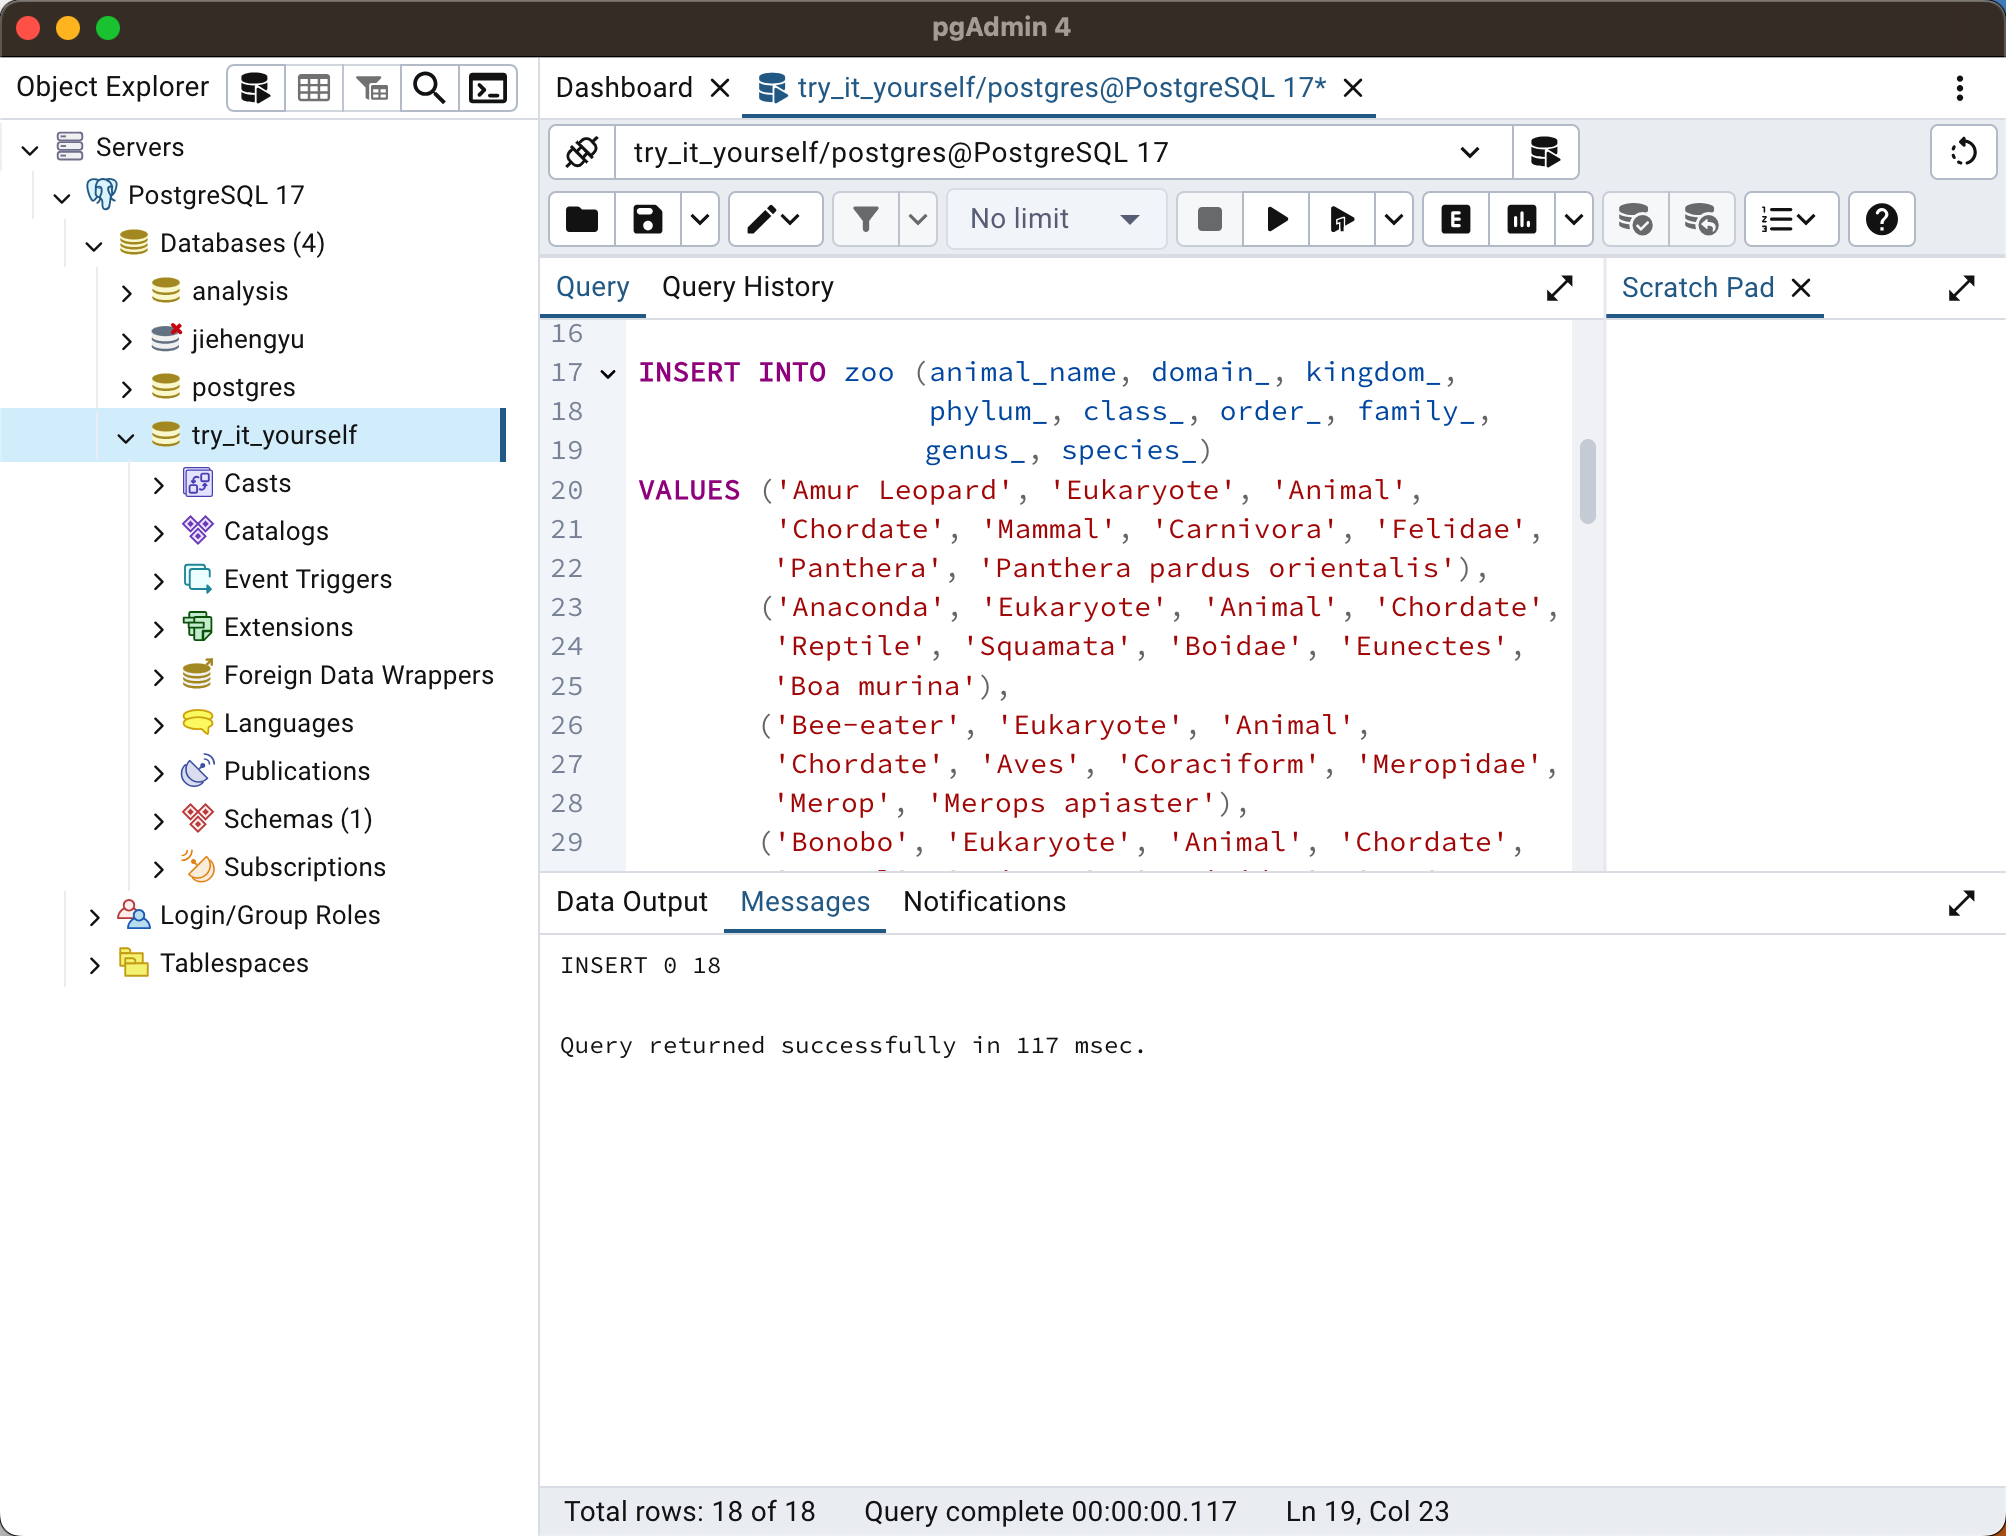 pgAdmin 4
Object Explorer
Servers
PostgreSQL 17
Databases (4)
analysis
jiehengyu
postgres
try_it_yourself
Casts
Catalogs
Event Triggers
Extensions
Foreign Data Wrappers
Languages
Publications
Schemas (1)
Subscriptions
Login/Group Roles
Tablespaces
Dashboard
try_it_yourself/postgres@PostgreSQL 17*
try_it_yourself/postgres@PostgreSQL 17
No limit
E
Query
Query History
Scratch Pad
16
17 INSERT INTO zoo (animal_name, domain_, kingdom_,
18 phylum_, class_, order_, family_,
19 genus_, species_)
20 VALUES ('Amur Leopard', 'Eukaryote', 'Animal',
21 'Chordate', 'Mammal', 'Carnivora', 'Felidae',
22 'Panthera', 'Panthera pardus orientalis'),
23 ('Anaconda', 'Eukaryote', 'Animal', 'Chordate',
24 'Reptile', 'Squamata', 'Boidae', 'Eunectes',
25 'Boa murina'),
26 ('Bee-eater', 'Eukaryote', 'Animal',
27 'Chordate', 'Aves', 'Coraciform', 'Meropidae',
28 'Merop', 'Merops apiaster'),
29 ('Bonobo', 'Eukaryote', 'Animal', 'Chordate',
Data Output
Messages
Notifications
INSERT 0 18
Query returned successfully in 117 msec.
Total rows: 18 of 18
Query complete 00:00:00.117
Ln 19, Col 23